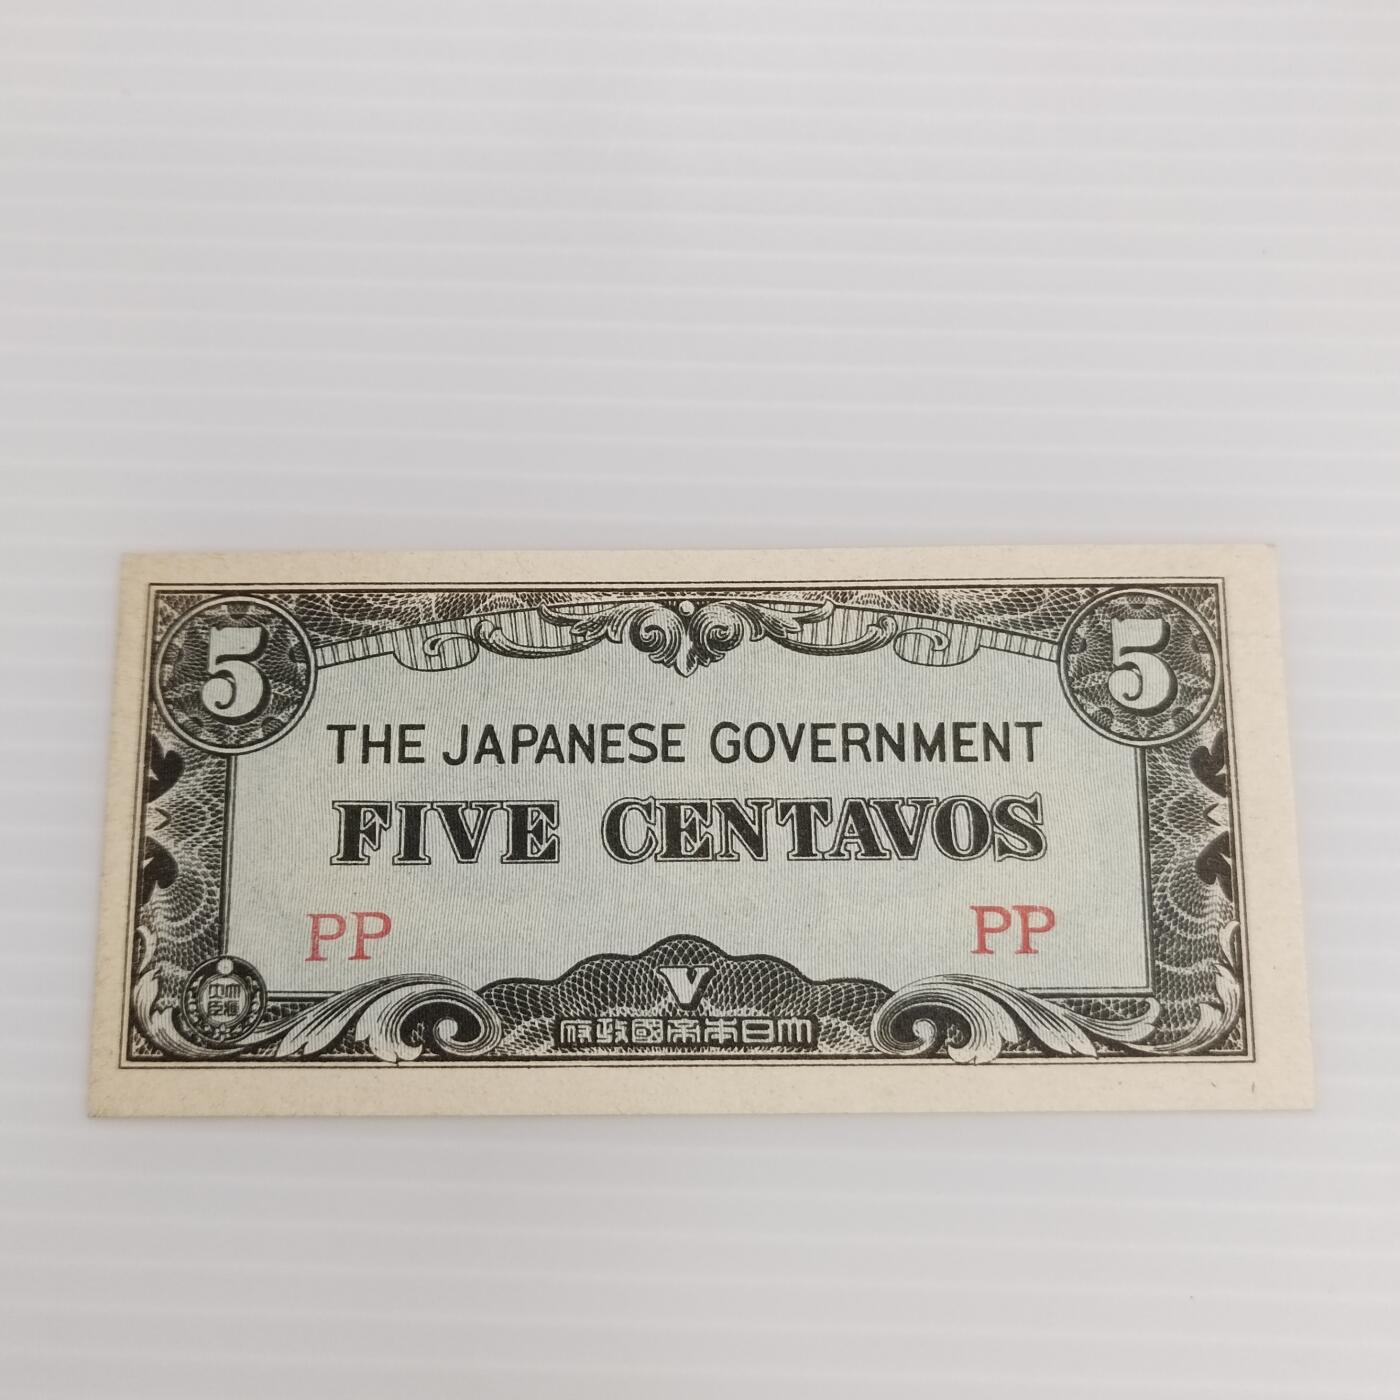 5 5
THE JAPANESE GOVERNMENT
FIVE CENTAVOS
PP PP
V
府政國帝本日大